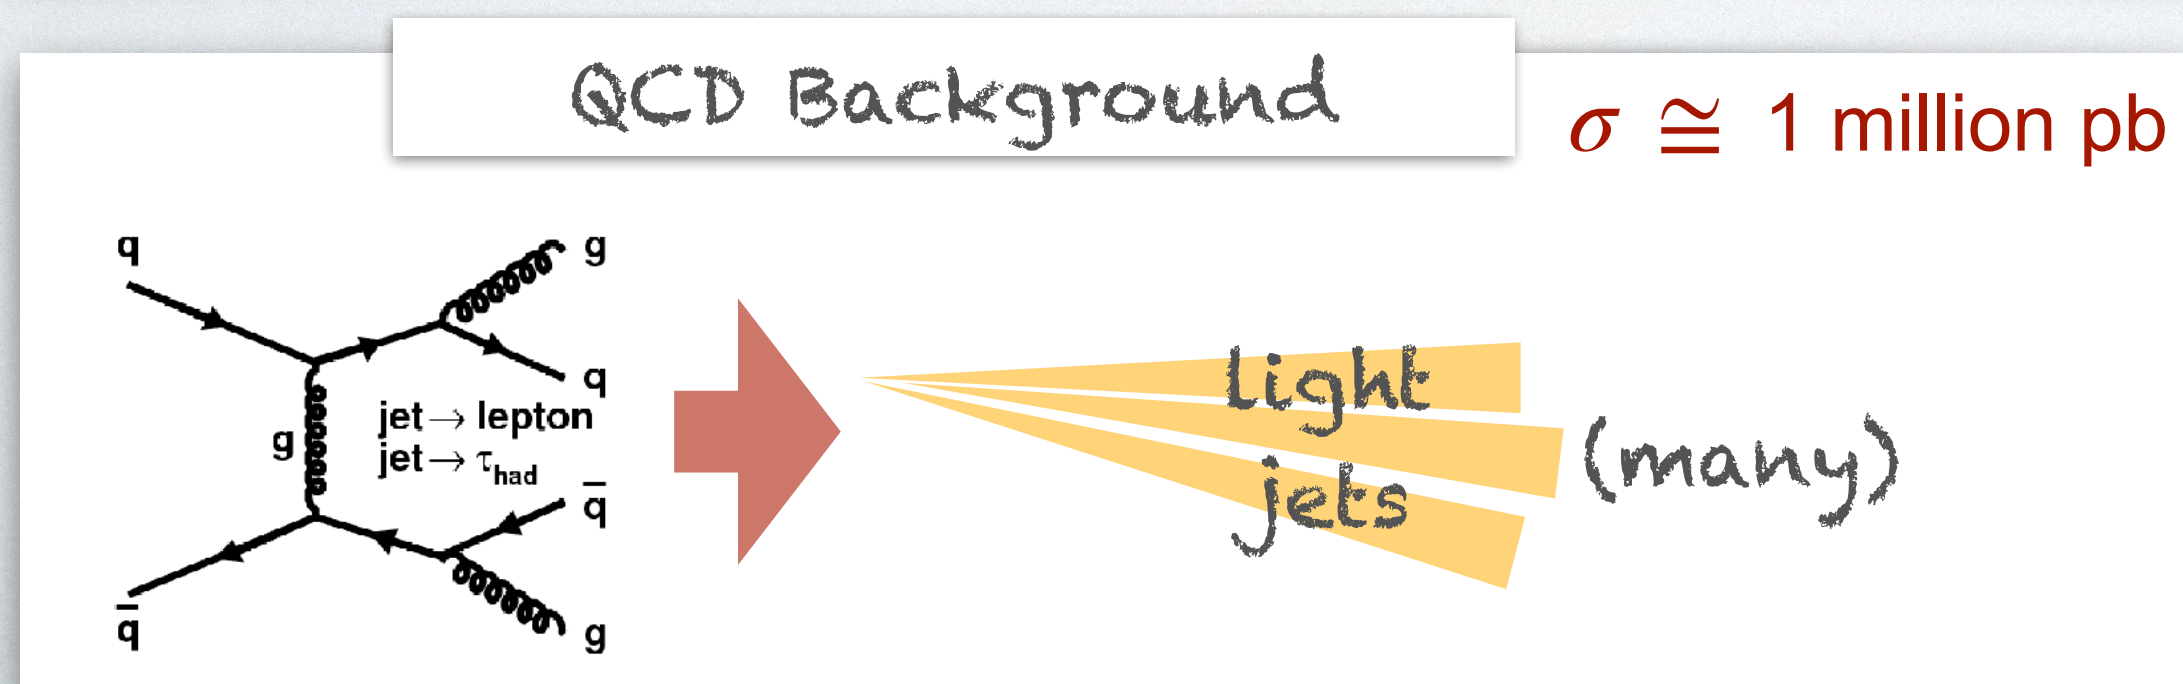 QCD Background
σ ≅ 1 million pb
q
g
q
g
jet → lepton
jet → τhad
q̅
q̅
g
light
jets
(many)